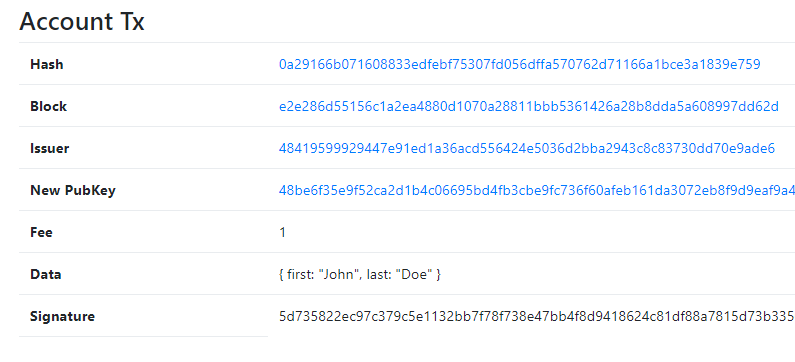 Account Tx
Hash 0a29166b071608833edfebf75307fd056dffa570762d71166a1bce3a1839e759
Block e2e286d55156c1a2ea4880d1070a28811bbb5361426a28b8dda5a608997dd62d
Issuer 48419599929447e91ed1a36acd556424e5036d2bba2943c8c83730dd70e9ade6
New PubKey 48be6f35e9f52ca2d1b4c06695bd4fb3cbe9fc736f60afeb161da3072eb8f9d9eaf9a4
Fee 1
Data { first: "John", last: "Doe" }
Signature 5d735822ec97c379c5e1132bb7f78f738e47bb4f8d9418624c81df88a7815d73b335